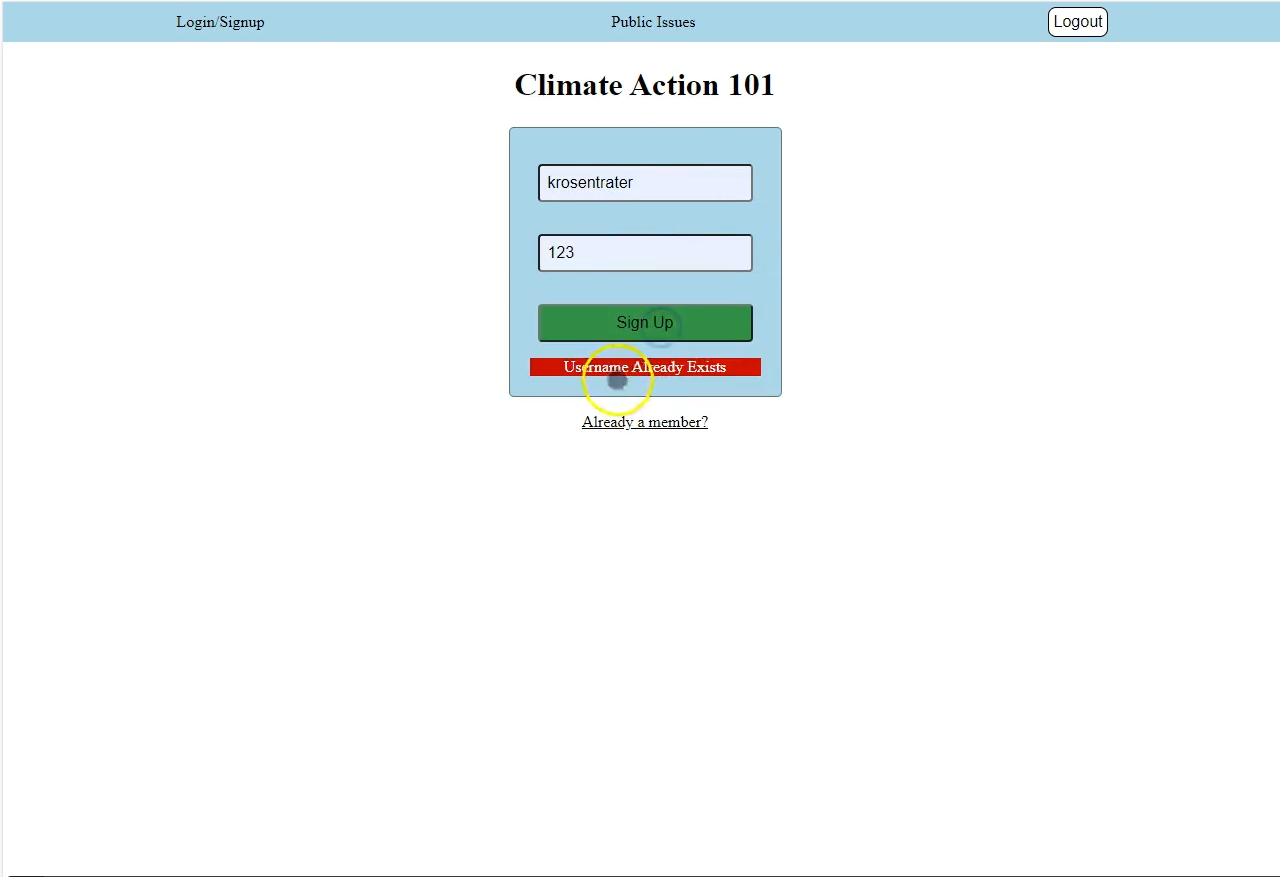 Login/Signup Public Issues Logout
Climate Action 101
krosentrater
123
Sign Up
Username Already Exists
Already a member?